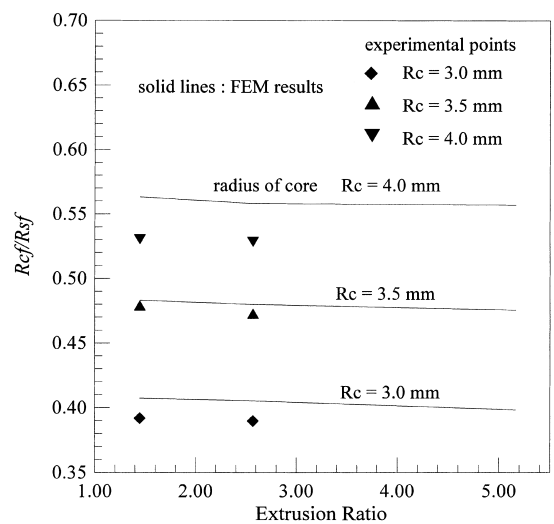 0.70
0.65
0.60
0.55
0.50
0.45
0.40
0.35
Rcf/Rsf
experimental points
Rc = 3.0 mm
Rc = 3.5 mm
Rc = 4.0 mm
solid lines : FEM results
radius of core Rc = 4.0 mm
Rc = 3.5 mm
Rc = 3.0 mm
1.00 2.00 3.00 4.00 5.00
Extrusion Ratio